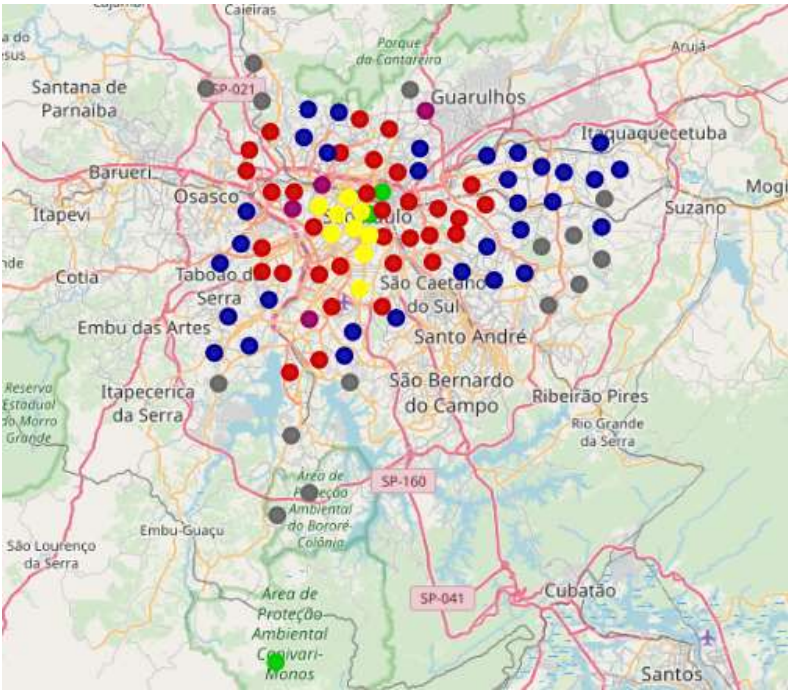 Caieiras
Parque
da Cantareira
Arujá
Santana de
Parnaíba
SP-021
Guarulhos
Itaquaquecetuba
Barueri
Osasco
Mogi
Itapevi
São Paulo
Suzano
Cotia
Taboão d
Serra
São Caetano
do Sul
Embu das Artes
Santo André
Reserva
Estadual
do Morro
Grande
Itapecerica
da Serra
São Bernardo
do Campo
Ribeirão Pires
Rio Grande
da Serra
SP-160
Área de
Proteção
Ambiental
do Bororé-
Colônia
Embu-Guaçu
São Lourenço
da Serra
Área de
Proteção
Ambiental
Capivari-
Monos
SP-041
Cubatão
Santos